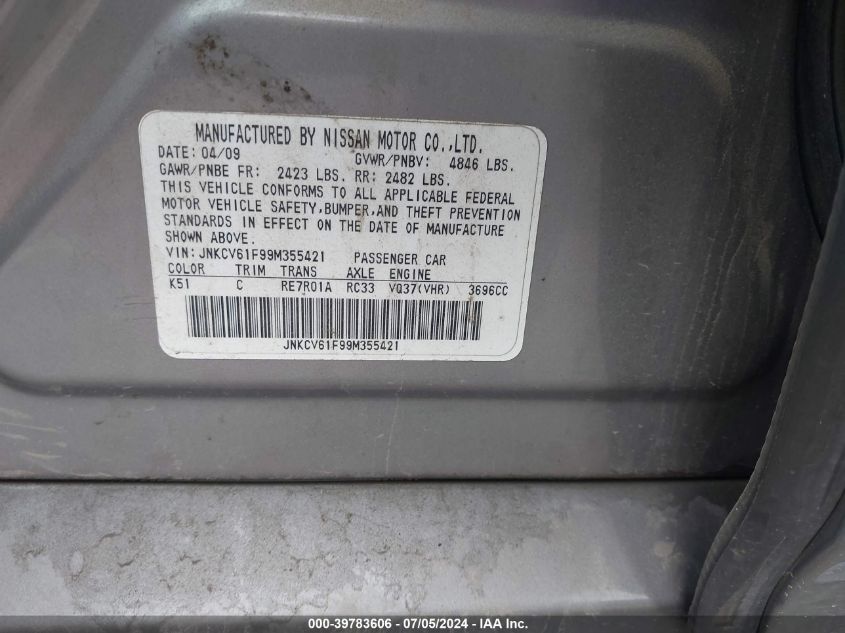 MANUFACTURED BY NISSAN MOTOR CO.,LTD.
DATE: 04/09 GVWR/PNBV: 4846 LBS.
GAWR/PNBE FR: 2423 LBS. RR: 2482 LBS.
THIS VEHICLE CONFORMS TO ALL APPLICABLE FEDERAL
MOTOR VEHICLE SAFETY,BUMPER,AND THEFT PREVENTION
STANDARDS IN EFFECT ON THE DATE OF MANUFACTURE
SHOWN ABOVE.
VIN: JNKCV61F99M355421 PASSENGER CAR
COLOR TRIM TRANS AXLE ENGINE
K51 C RE7R01A RC33 VQ37(VHR) 3696CC
JNKCV61F99M355421
000-39783606 - 07/05/2024 - IAA Inc.